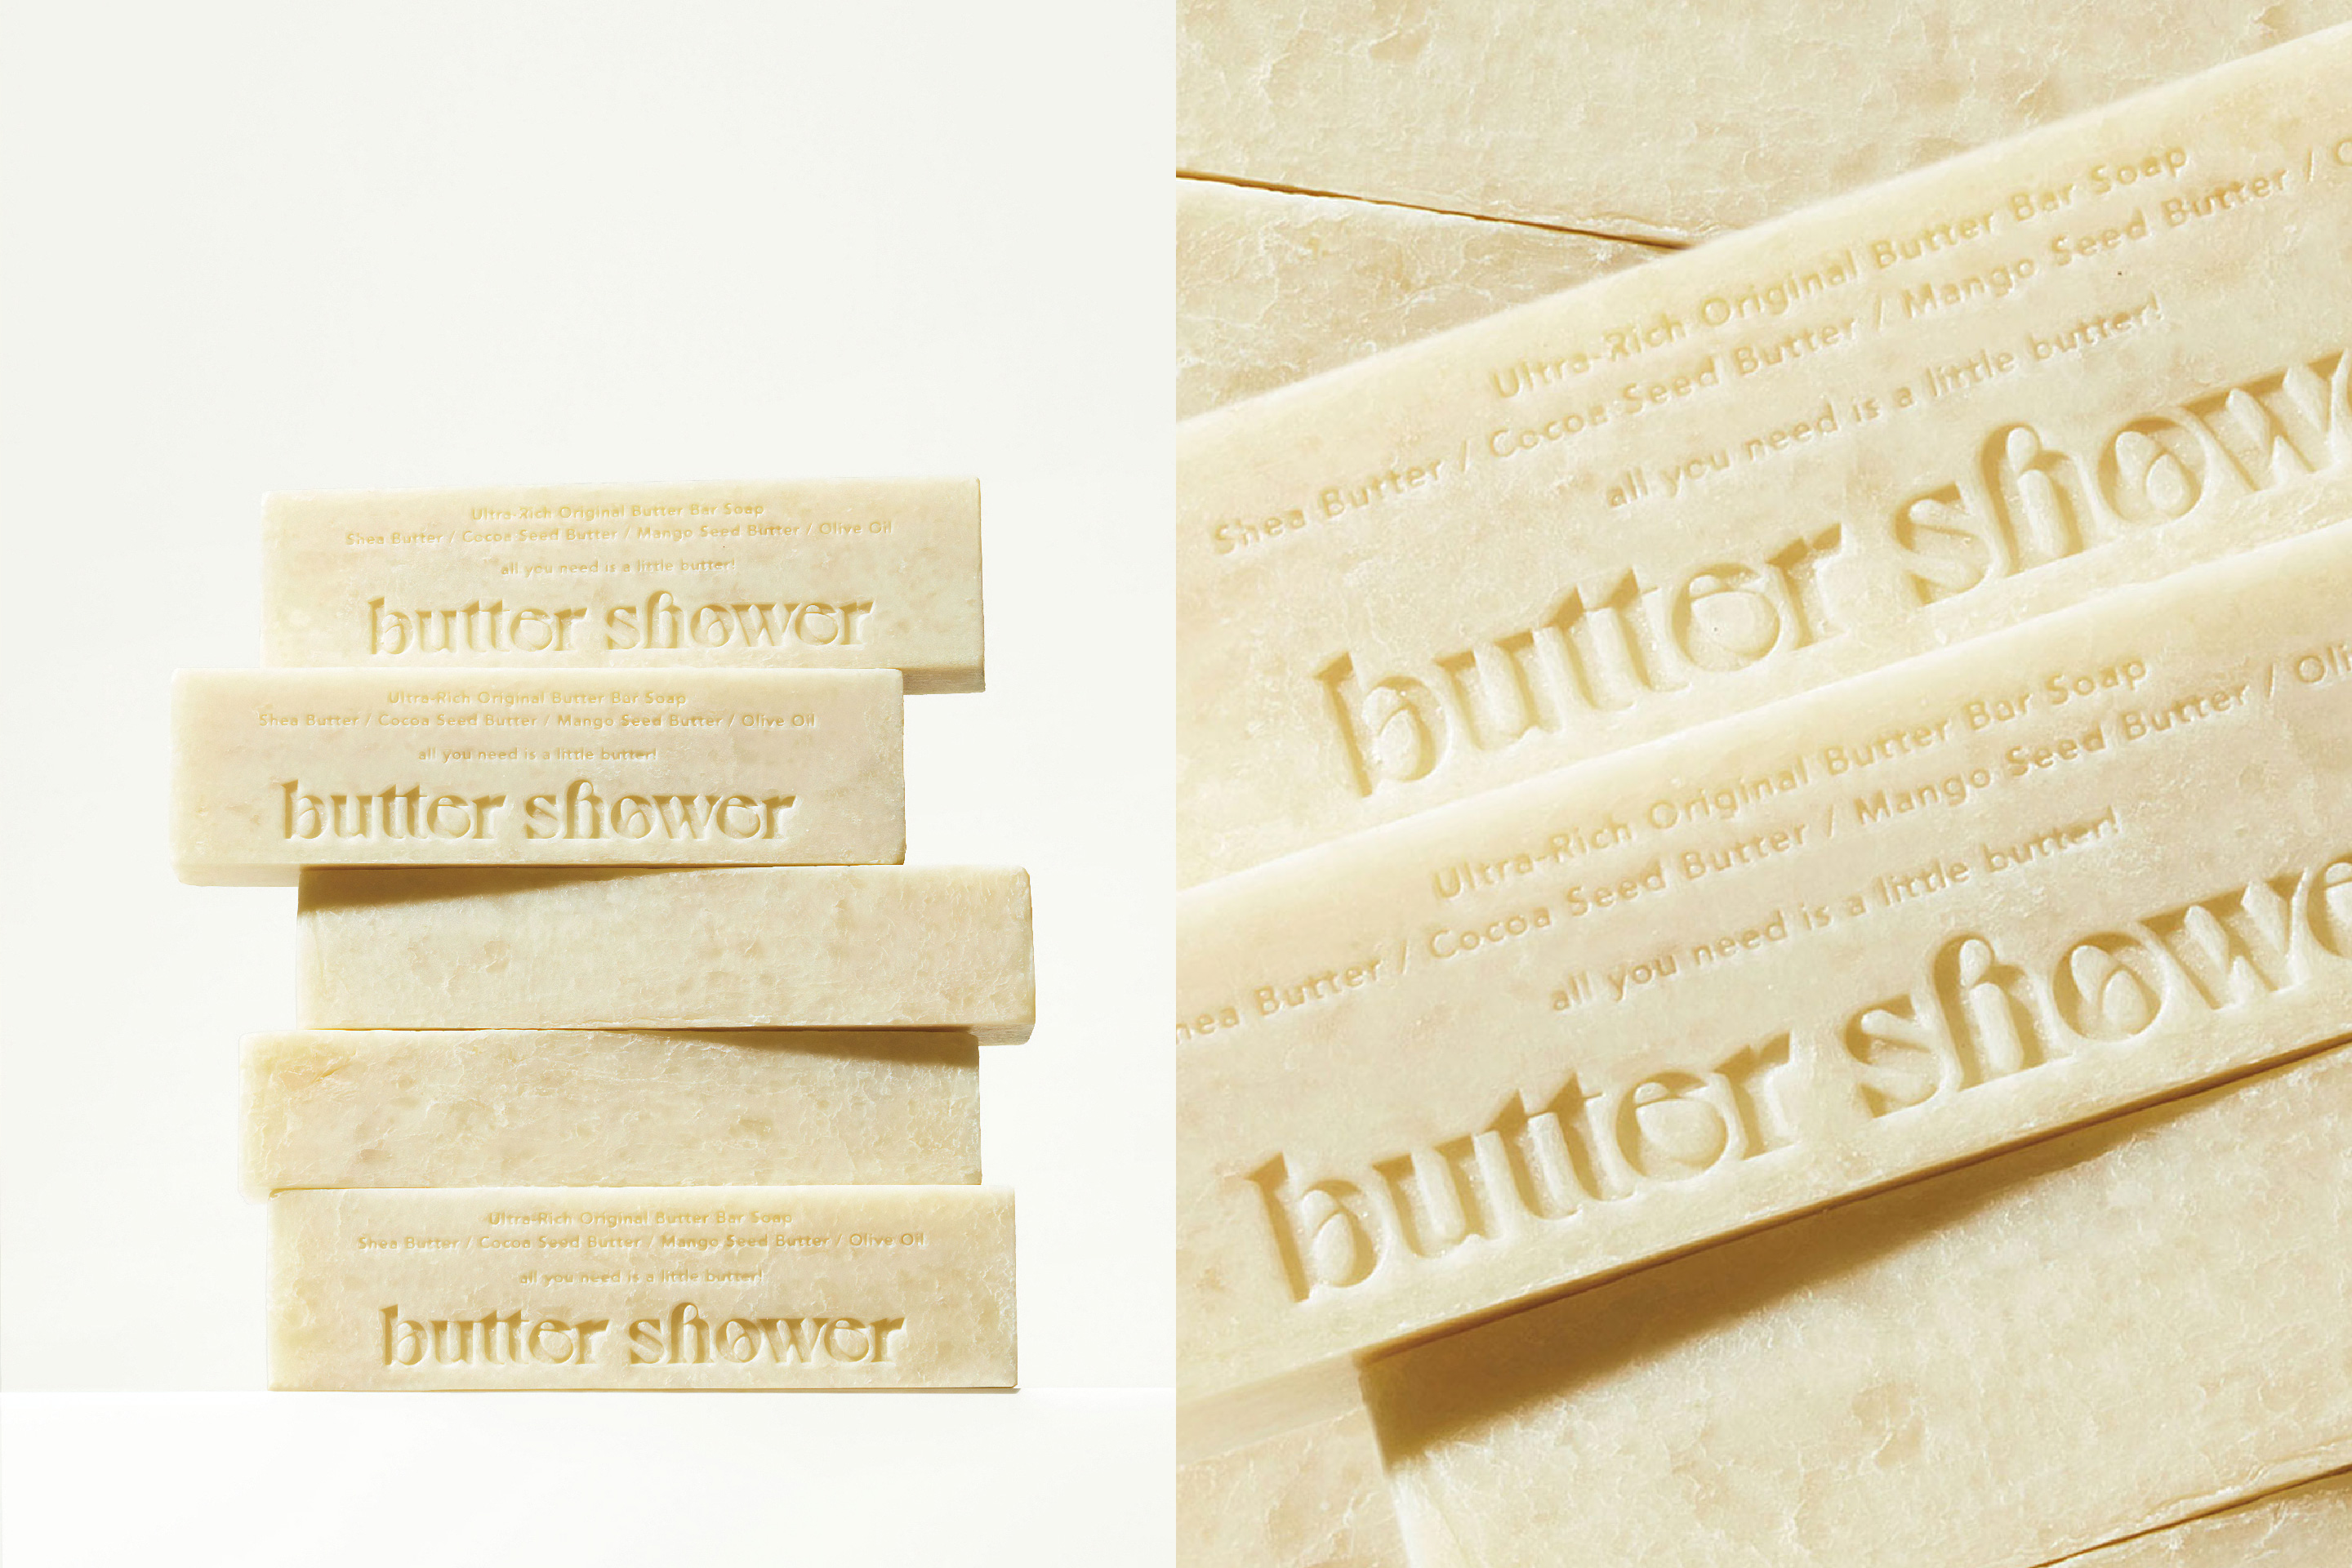 Ultra-Rich Original Butter Bar Soap
Shea Butter / Cocoa Seed Butter / Mango Seed Butter / Olive Oil
all you need is a little butter!
butter shower
Ultra-Rich Original Butter Bar Soap
Shea Butter / Cocoa Seed Butter / Mango Seed Butter / Olive Oil
all you need is a little butter!
butter shower
Ultra-Rich Original Butter Bar Soap
Shea Butter / Cocoa Seed Butter / Mango Seed Butter / Olive Oil
all you need is a little butter!
butter shower
Ultra-Rich Original Butter Bar Soap
Shea Butter / Cocoa Seed Butter / Mango Seed Butter /
all you need is a little butter!
butter show
Ultra-Rich Original Butter Bar Soap
hea Butter / Cocoa Seed Butter / Mango Seed Butter / Oli
all you need is a little butter!
butter showe